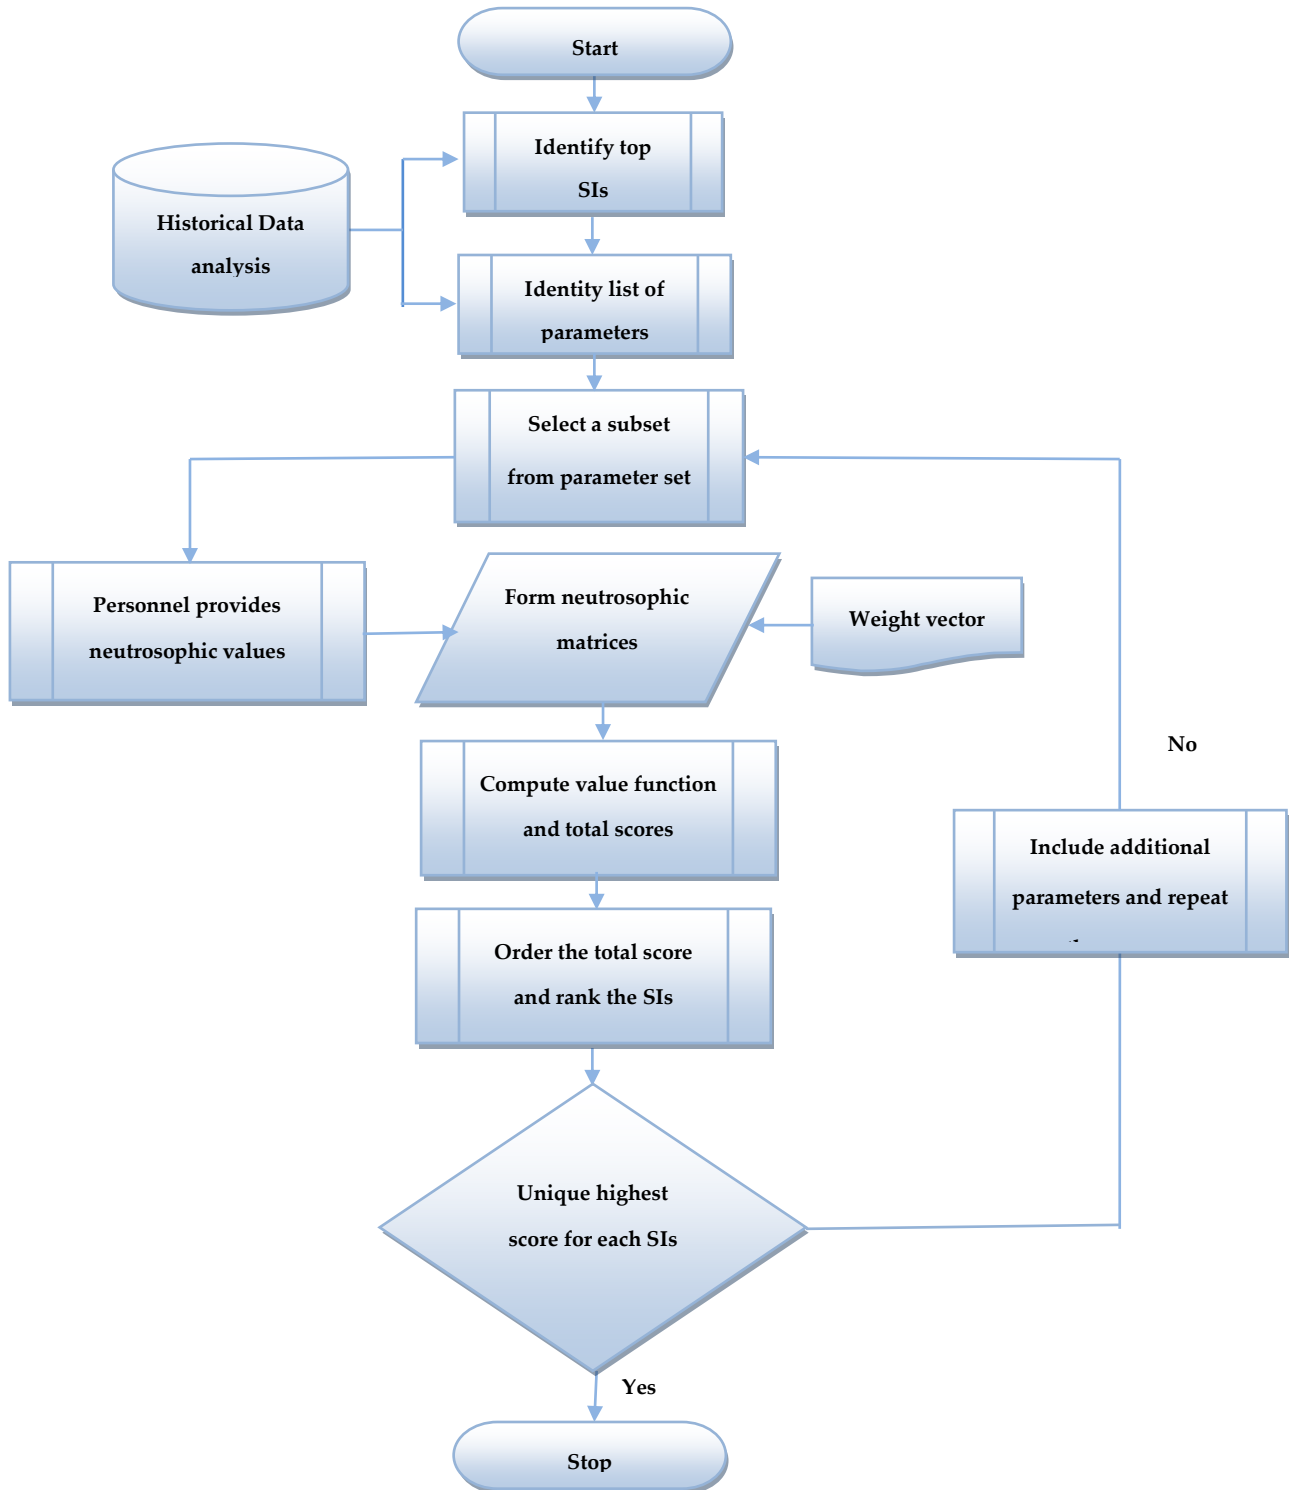 Start
Identify top
SIs
Historical Data
analysis
Identity list of
parameters
Select a subset
from parameter set
Personnel provides
neutrosophic values
Form neutrosophic
matrices
Weight vector
No
Compute value function
and total scores
Include additional
parameters and repeat
Order the total score
and rank the SIs
Unique highest
score for each SIs
Yes
Stop